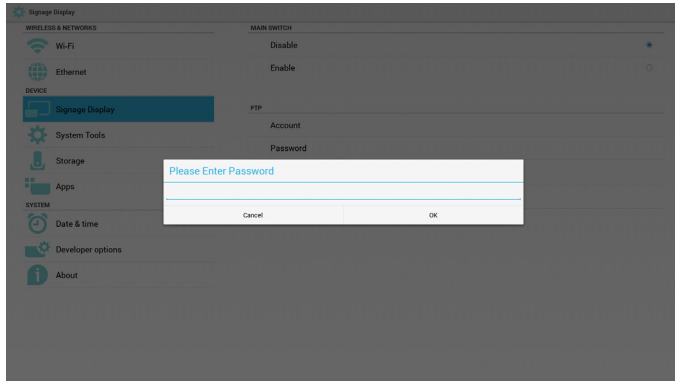 Signage Display
WIRELESS & NETWORKS
Wi-Fi
Ethernet
DEVICE
Signage Display
System Tools
Storage
Apps
SYSTEM
Date & time
Developer options
About
MAIN SWITCH
Disable
Enable
FTP
Account
Password
Please Enter Password
Cancel
OK